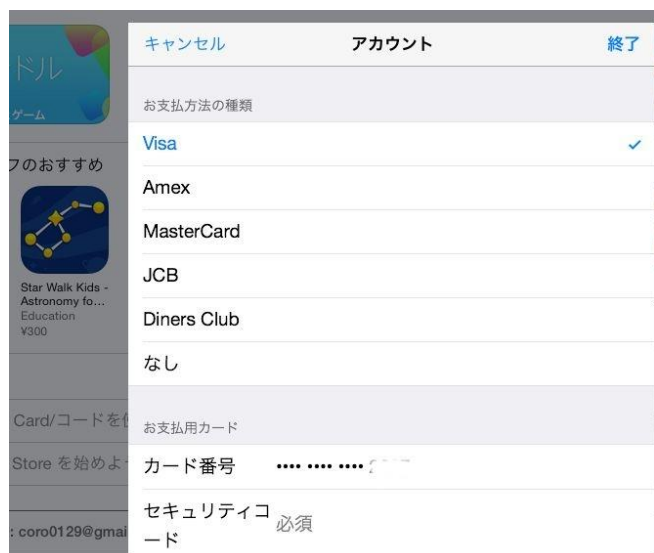 キャンセル
アカウント
終了
ドル
ゲーム
お支払方法の種類
Visa
フのおすすめ
Amex
MasterCard
JCB
Star Walk Kids -
Astronomy fo...
Education
¥300
Diners Club
なし
Card/コードを
お支払用カード
Store を始めよ
カード番号 •••• •••• ••••
セキュリティコ
ード
必須
: coro0129@gmai